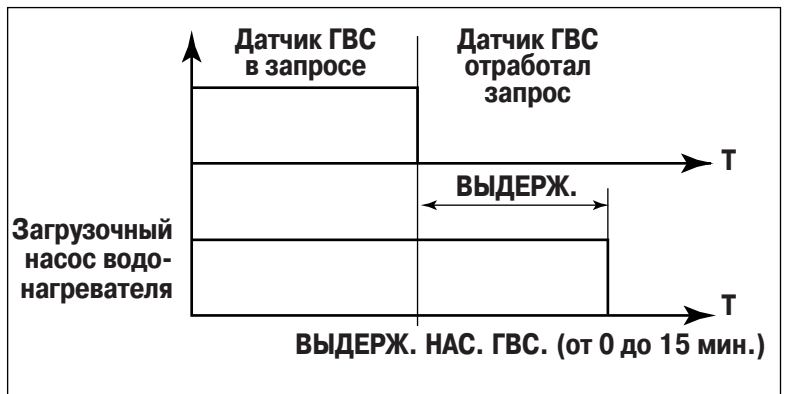 Датчик ГВС
в запросе
Датчик ГВС
отработал
запрос
T
ВЫДЕРЖ.
Загрузочный
насос водо-
нагревателя
T
ВЫДЕРЖ. НАС. ГВС. (от 0 до 15 мин.)